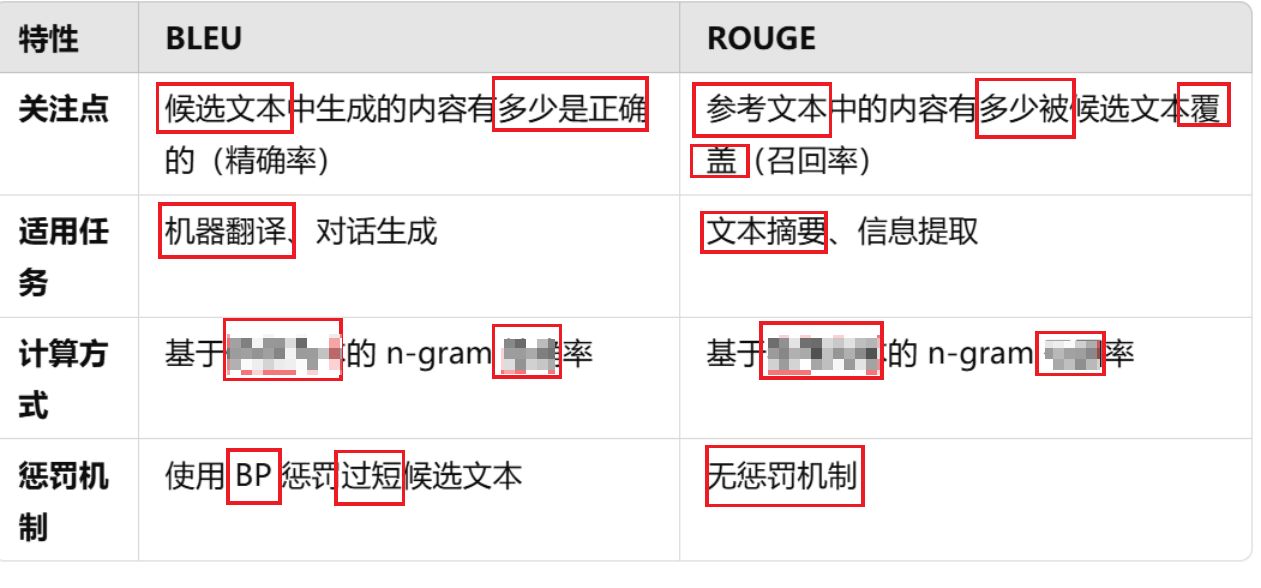 特性 BLEU ROUGE
关注点 候选文本中生成的内容有多少是正确 参考文本中的内容有多少被候选文本覆
的（精确率） 盖（召回率）
适用任 机器翻译、对话生成 文本摘要、信息提取
务
计算方 基于 的 n-gram 率 基于 的 n-gram 率
式
惩罚机 使用 BP 惩罚过短候选文本 无惩罚机制
制